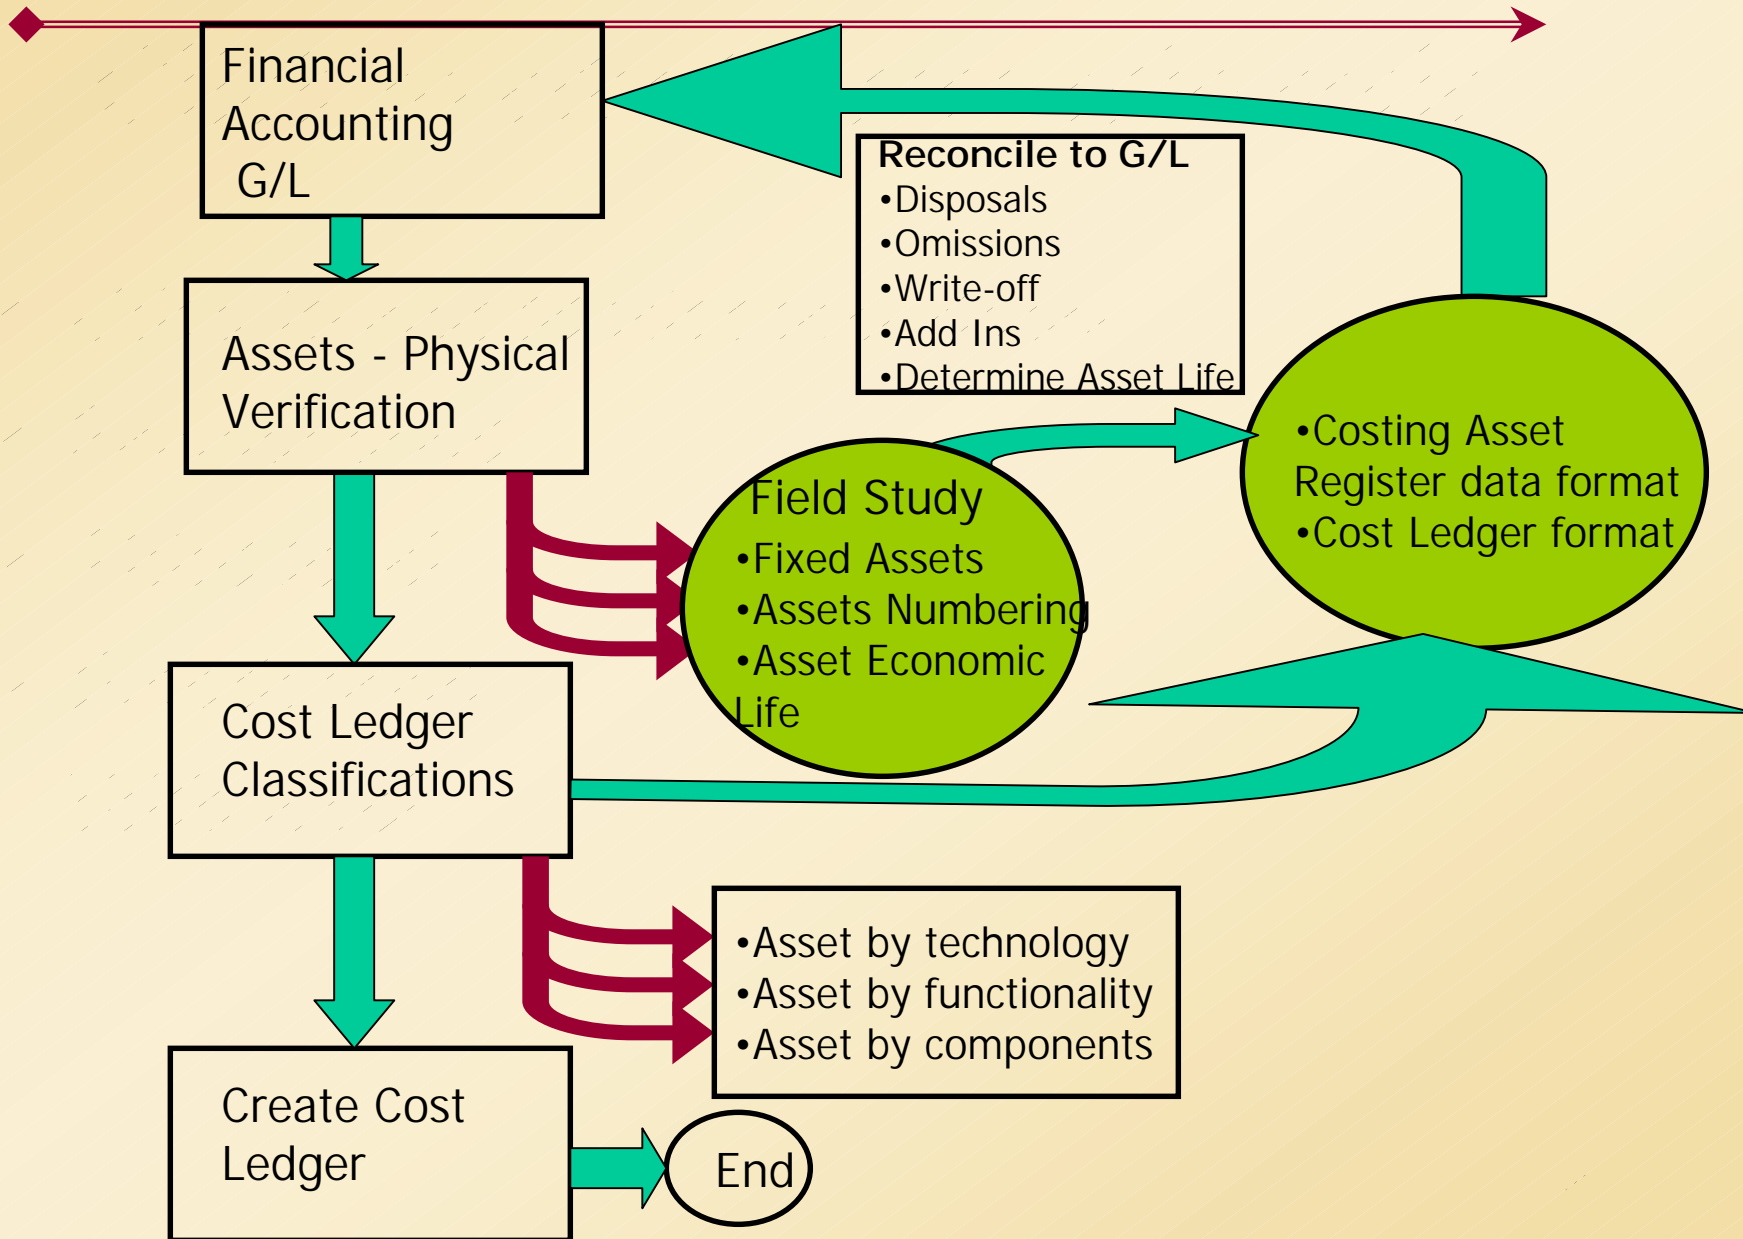 Financial
Accounting
G/L
Reconcile to G/L
•Disposals
•Omissions
•Write-off
•Add Ins
•Determine Asset Life
Assets - Physical
Verification
•Costing Asset
Register data format
•Cost Ledger format
Field Study
•Fixed Assets
•Assets Numbering
•Asset Economic
Life
Cost Ledger
Classifications
•Asset by technology
•Asset by functionality
•Asset by components
Create Cost
Ledger
End